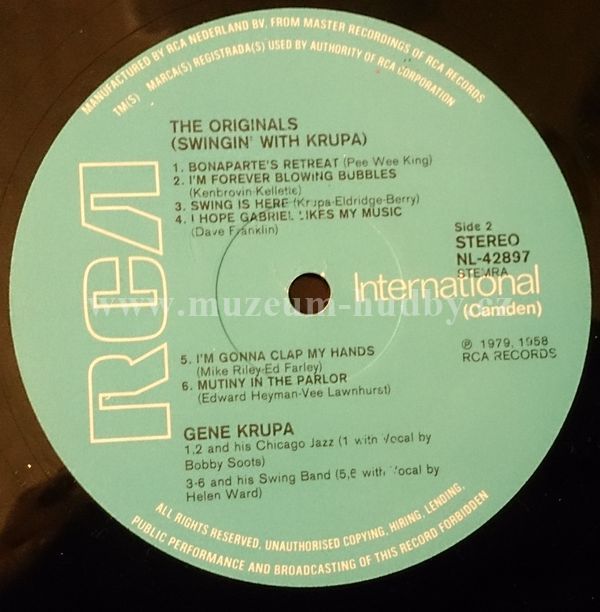 MANUFACTURED BY RCA NEDERLAND BV, FROM MASTER RECORDINGS OF RCA RECORDS
TM(S) MARCA(S) REGISTRADA(S) USED BY AUTHORITY OF RCA CORPORATION
RCA
THE ORIGINALS
(SWINGIN' WITH KRUPA)
1. BONAPARTE'S RETREAT (Pee Wee King)
2. I'M FOREVER BLOWING BUBBLES
(Kenbrovin-Kellette)
3. SWING IS HERE (Krupa-Eldridge-Berry)
4. I HOPE GABRIEL LIKES MY MUSIC
(Dave Franklin)
Side 2
STEREO
NL-42897
STEMRA
International
(Camden)
www.muzeum-hudby.cz
℗ 1979, 1958
RCA RECORDS
5. I'M GONNA CLAP MY HANDS
(Mike Riley-Ed Farley)
6. MUTINY IN THE PARLOR
(Edward Heyman-Vee Lawnhurst)
GENE KRUPA
1,2 and his Chicago Jazz (1 with Vocal by
Bobby Soots)
3-6 and his Swing Band (5,6 with Vocal by
Helen Ward)
ALL RIGHTS RESERVED. UNAUTHORISED COPYING, HIRING, LENDING,
PUBLIC PERFORMANCE AND BROADCASTING OF THIS RECORD FORBIDDEN